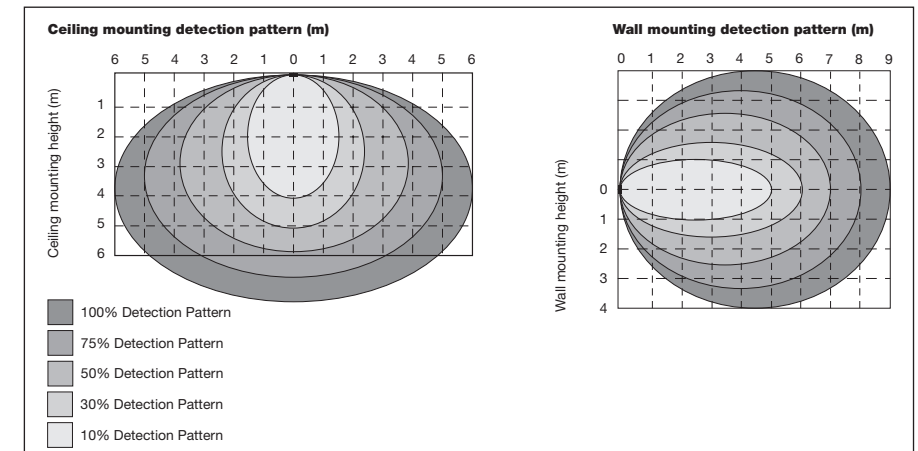 Ceiling mounting detection pattern (m)
6 5 4 3 2 1 0 1 2 3 4 5 6
Ceiling mounting height (m)
1
2
3
4
5
6
Wall mounting detection pattern (m)
0 1 2 3 4 5 6 7 8 9
Wall mounting height (m)
0
1
2
3
4
100% Detection Pattern
75% Detection Pattern
50% Detection Pattern
30% Detection Pattern
10% Detection Pattern